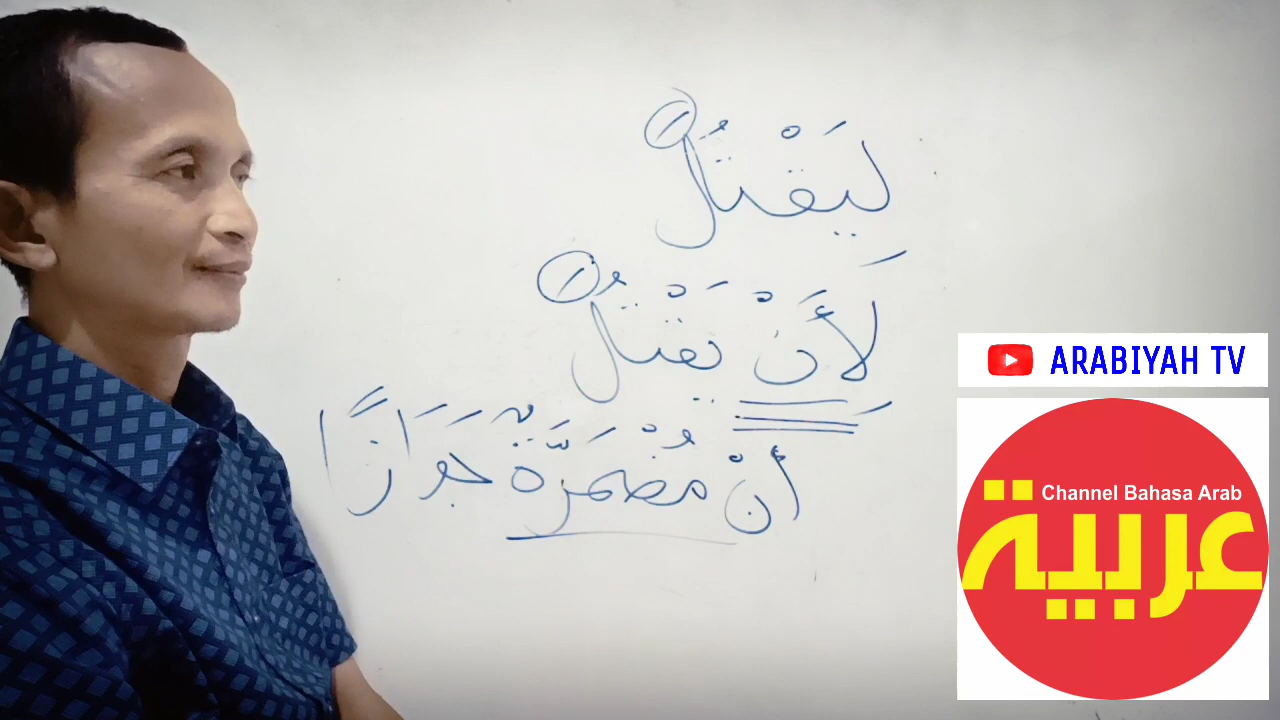 لِيَقْتُلَ
لِأَنْ يَقْتُلَ
أَنْ مُضْمَرَّةٌ جَوَازًا
ARABIYAH TV
Channel Bahasa Arab
عربية